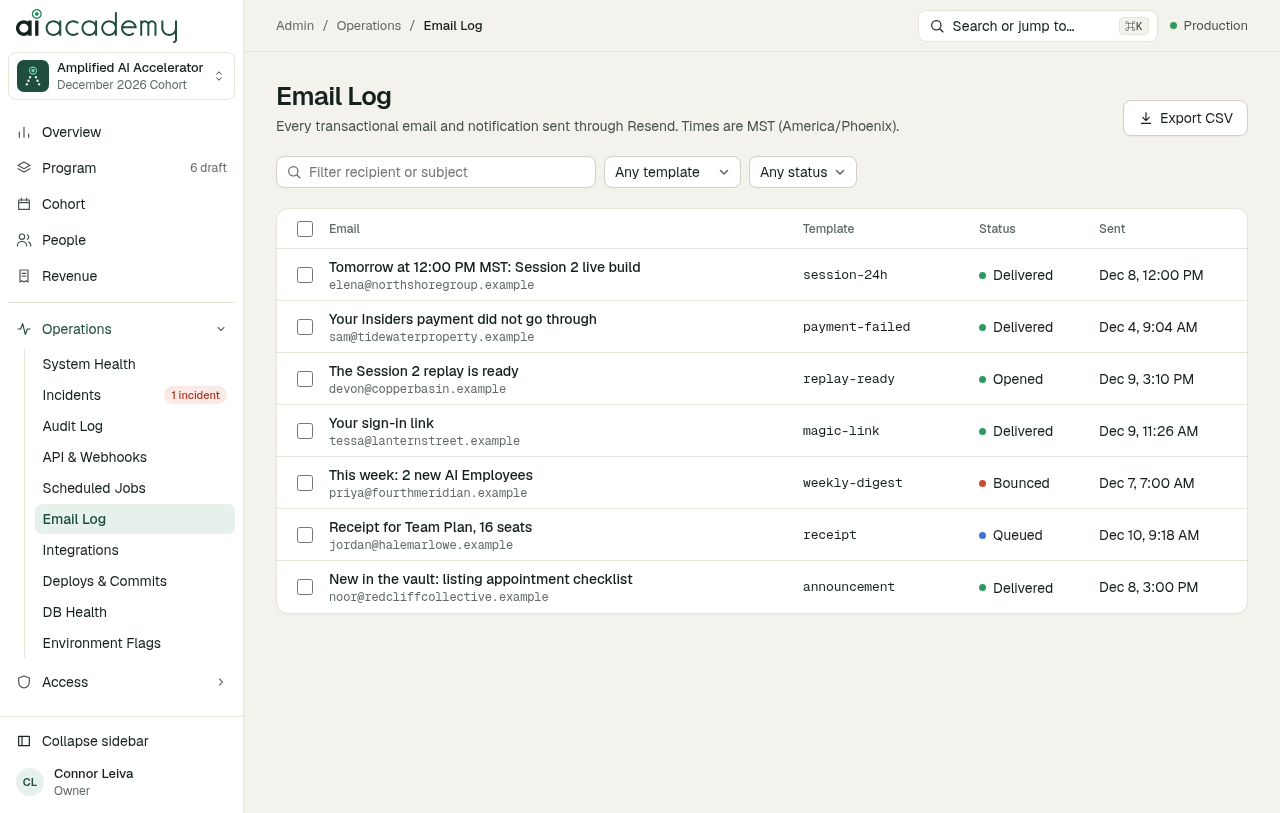 ai academy
Amplified AI Accelerator
December 2026 Cohort
Overview
Program 6 draft
Cohort
People
Revenue
Operations
System Health
Incidents 1 incident
Audit Log
API & Webhooks
Scheduled Jobs
Email Log
Integrations
Deploys & Commits
DB Health
Environment Flags
Access
Collapse sidebar
CL
Connor Leiva
Owner
Admin / Operations / Email Log
Search or jump to... ⌘K
Production
Email Log
Every transactional email and notification sent through Resend. Times are MST (America/Phoenix).
Export CSV
Filter recipient or subject
Any template
Any status
Email Template Status Sent
Tomorrow at 12:00 PM MST: Session 2 live build
elena@northshoregroup.example
session-24h Delivered Dec 8, 12:00 PM
Your Insiders payment did not go through
sam@tidewaterproperty.example
payment-failed Delivered Dec 4, 9:04 AM
The Session 2 replay is ready
devon@copperbasin.example
replay-ready Opened Dec 9, 3:10 PM
Your sign-in link
tessa@lanternstreet.example
magic-link Delivered Dec 9, 11:26 AM
This week: 2 new AI Employees
priya@fourthmeridian.example
weekly-digest Bounced Dec 7, 7:00 AM
Receipt for Team Plan, 16 seats
jordan@halemarlowe.example
receipt Queued Dec 10, 9:18 AM
New in the vault: listing appointment checklist
noor@redcliffcollective.example
announcement Delivered Dec 8, 3:00 PM